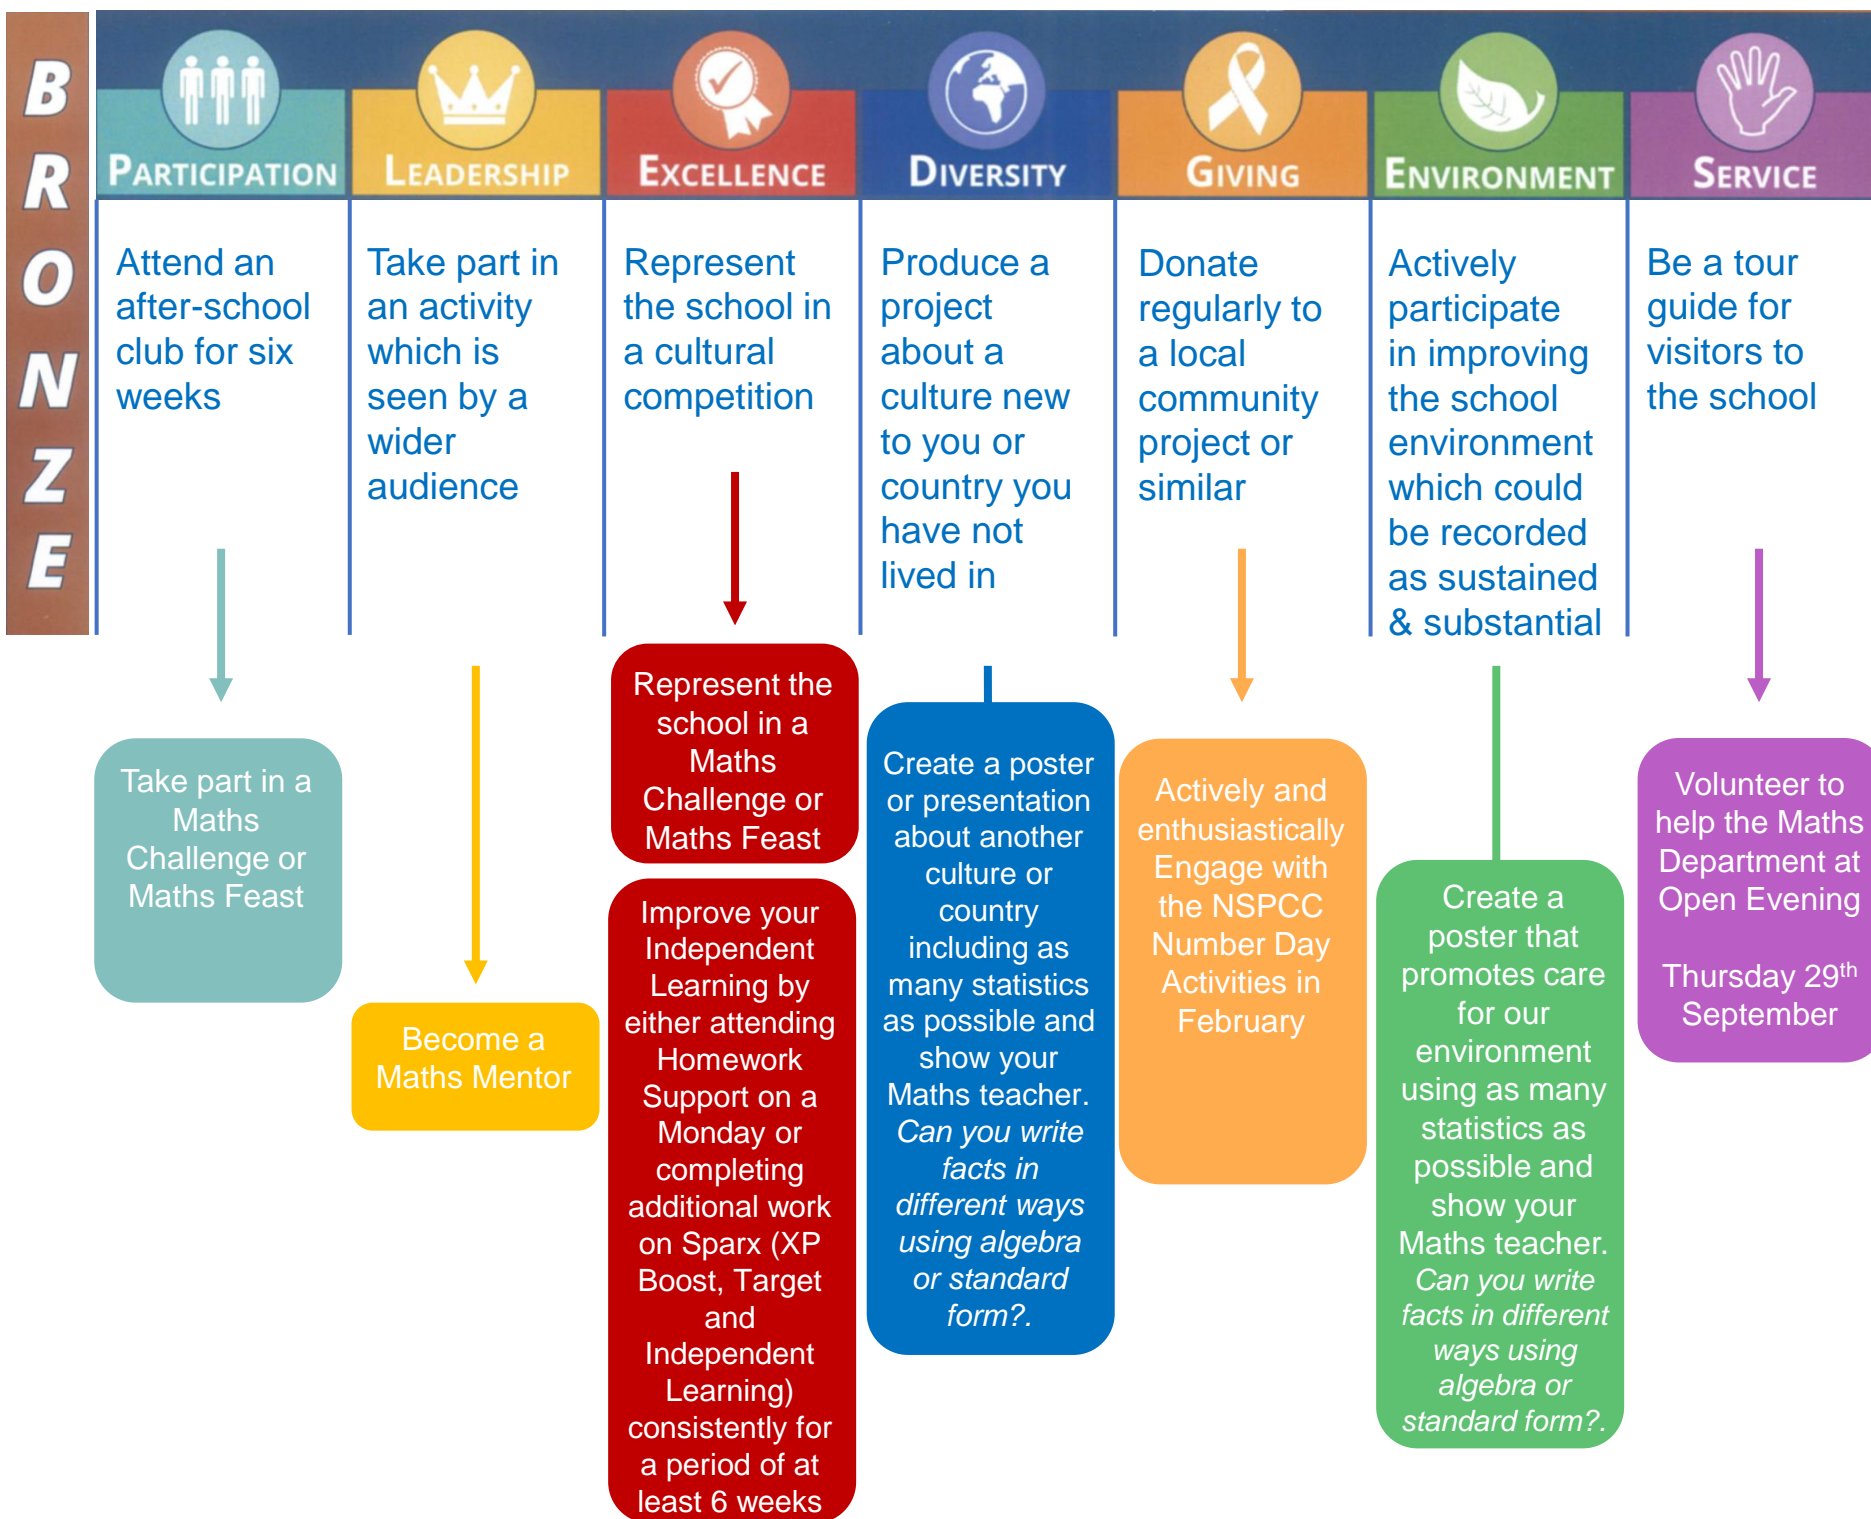 BRONZE
PARTICIPATION
LEADERSHIP
EXCELLENCE
DIVERSITY
GIVING
ENVIRONMENT
SERVICE
Attend an
after-school
club for six
weeks
Take part in
an activity
which is
seen by a
wider
audience
Represent
the school in
a cultural
competition
Produce a
project
about a
culture new
to you or
country you
have not
lived in
Donate
regularly to
a local
community
project or
similar
Actively
participate
in improving
the school
environment
which could
be recorded
as sustained
& substantial
Be a tour
guide for
visitors to
the school
Take part in a
Maths
Challenge or
Maths Feast
Become a
Maths Mentor
Represent the
school in a
Maths
Challenge or
Maths Feast
Improve your
Independent
Learning by
either attending
Homework
Support on a
Monday or
completing
additional work
on Sparx (XP
Boost, Target
and
Independent
Learning)
consistently for
a period of at
least 6 weeks
Create a poster
or presentation
about another
culture or
country
including as
many statistics
as possible and
show your
Maths teacher.
Can you write
facts in
different ways
using algebra
or standard
form?.
Actively and
enthusiastically
Engage with
the NSPCC
Number Day
Activities in
February
Create a
poster that
promotes care
for our
environment
using as many
statistics as
possible and
show your
Maths teacher.
Can you write
facts in different
ways using
algebra or
standard form?.
Volunteer to
help the Maths
Department at
Open Evening
Thursday 29th
September